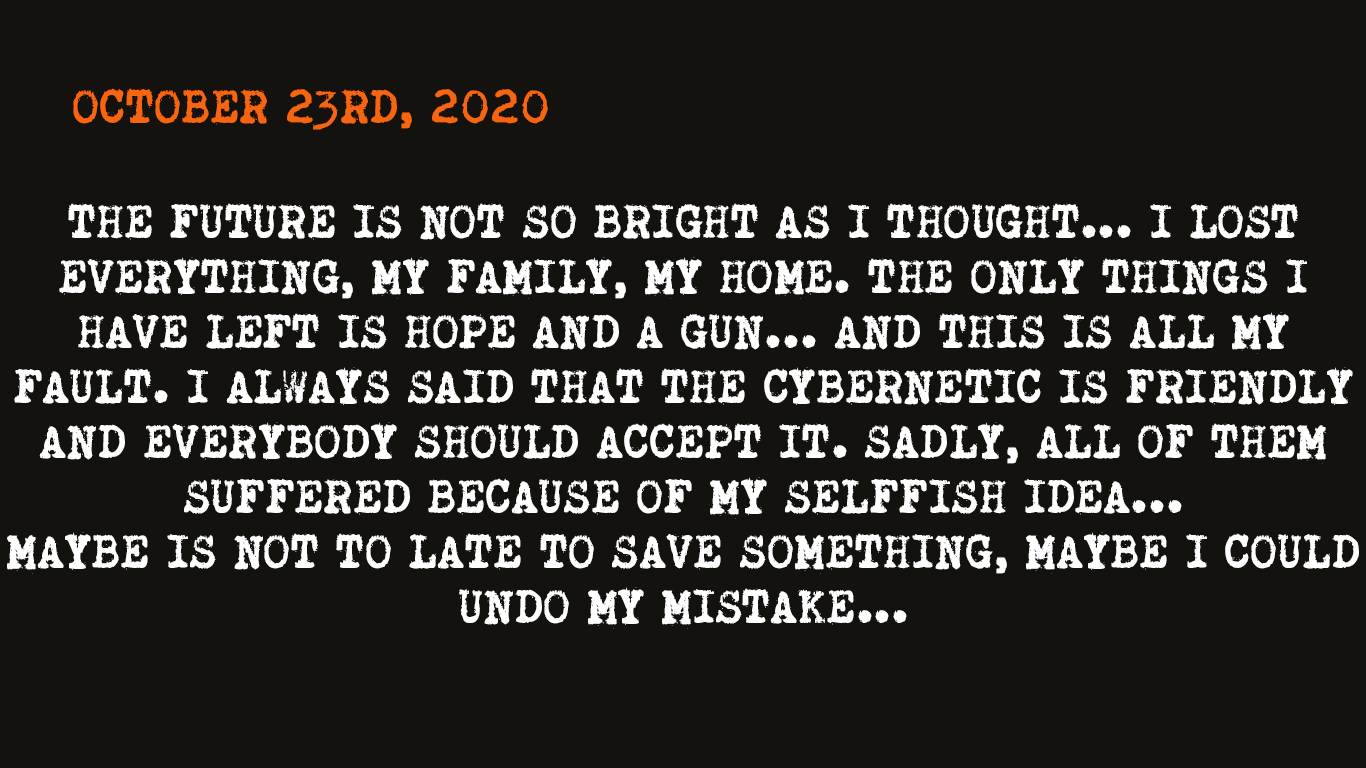 OCTOBER 23RD, 2020
THE FUTURE IS NOT SO BRIGHT AS I THOUGHT... I LOST
EVERYTHING, MY FAMILY, MY HOME. THE ONLY THINGS I
HAVE LEFT IS HOPE AND A GUN... AND THIS IS ALL MY
FAULT. I ALWAYS SAID THAT THE CYBERNETIC IS FRIENDLY
AND EVERYBODY SHOULD ACCEPT IT. SADLY, ALL OF THEM
SUFFERED BECAUSE OF MY SELFFISH IDEA...
MAYBE IS NOT TO LATE TO SAVE SOMETHING, MAYBE I COULD
UNDO MY MISTAKE...